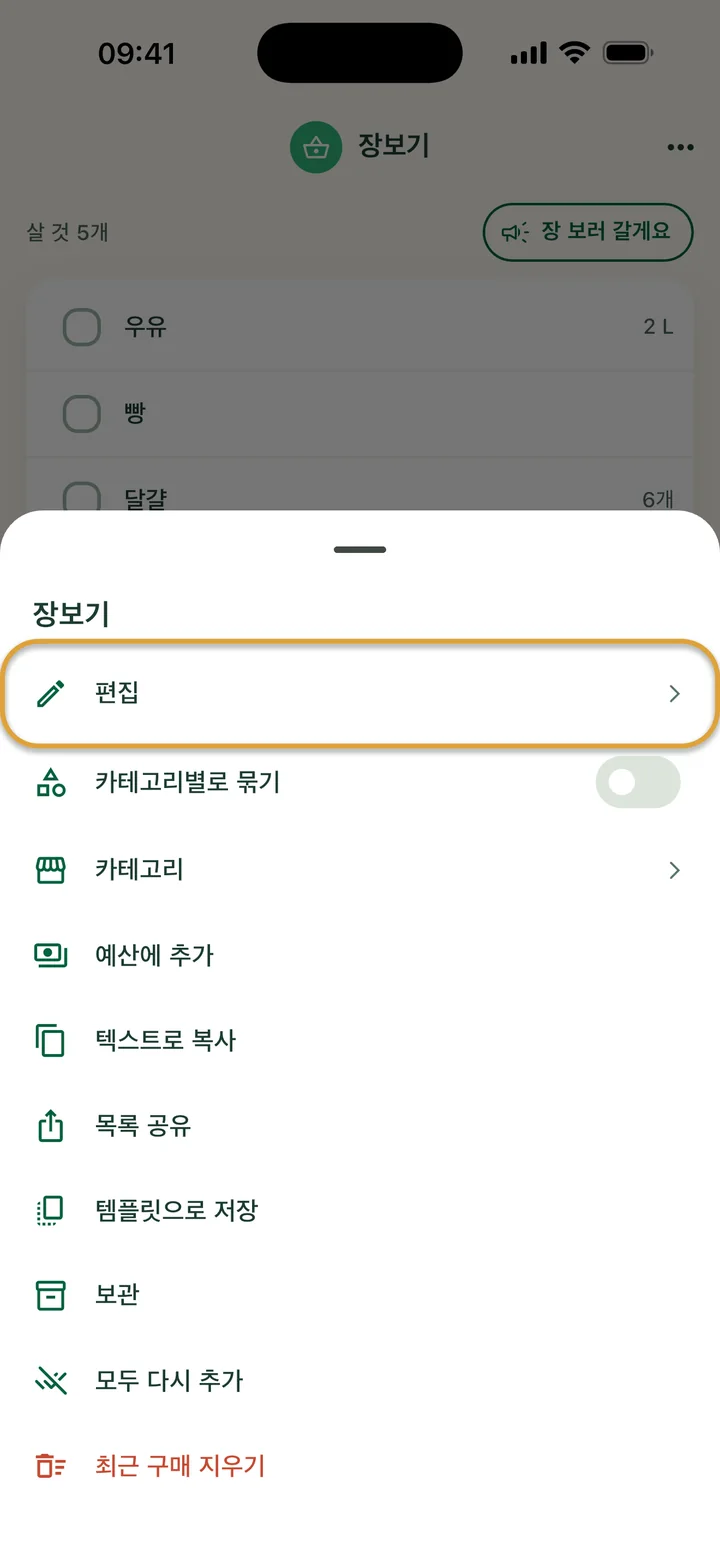 09:41
장보기
살 것 5개
장 보러 갈게요
우유
2 L
빵
달걀
6개
장보기
편집
카테고리별로 묶기
카테고리
예산에 추가
텍스트로 복사
목록 공유
템플릿으로 저장
보관
모두 다시 추가
최근 구매 지우기